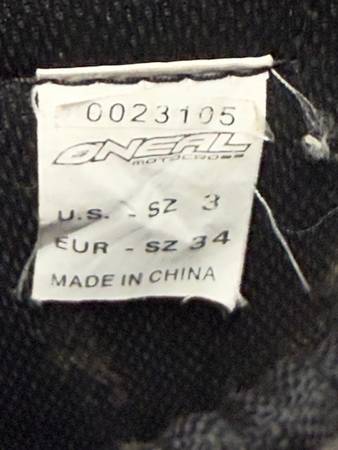 0023105
ONEAL
MOTOCROSS
U.S. - SZ 3
EUR - SZ 34
MADE IN CHINA